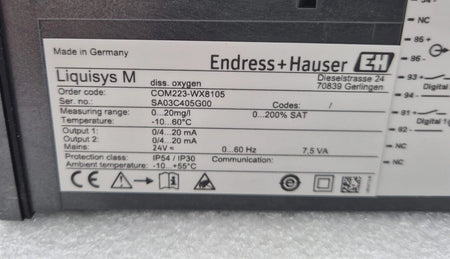 Made in Germany
Endress+Hauser EH
Liquisys M diss. oxygen
Dieselstrasse 24
70839 Gerlingen
Order code: COM223-WX8105
Ser. no.: SA03C405G00 Codes: /
Measuring range: 0...20mg/l 0...200% SAT
-10...60°C
Output 1: 0/4...20 mA
Output 2: 0/4...20 mA
Mains: 24V 0...60 Hz 7,5 VA
Protection class: IP54 / IP30 Communication:
Ambient temperature: -10...+55°C
94 -
NC
95 +
96 -
93 +
Digital
94 -
NC
91 +
Digital
92 -
NC
NC